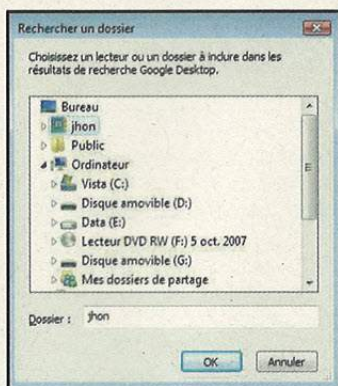 Rechercher un dossier
Choisissez un lecteur ou un dossier à indure dans les
résultats de recherche Google Desktop.
Bureau
jhon
Public
Ordinateur
Vista (C:)
Disque amovible (D:)
Data (E:)
Lecteur DVD RW (F:) 5 oct. 2007
Disque amovible (G:)
Mes dossiers de partage
Dossier : jhon
OK Annuler